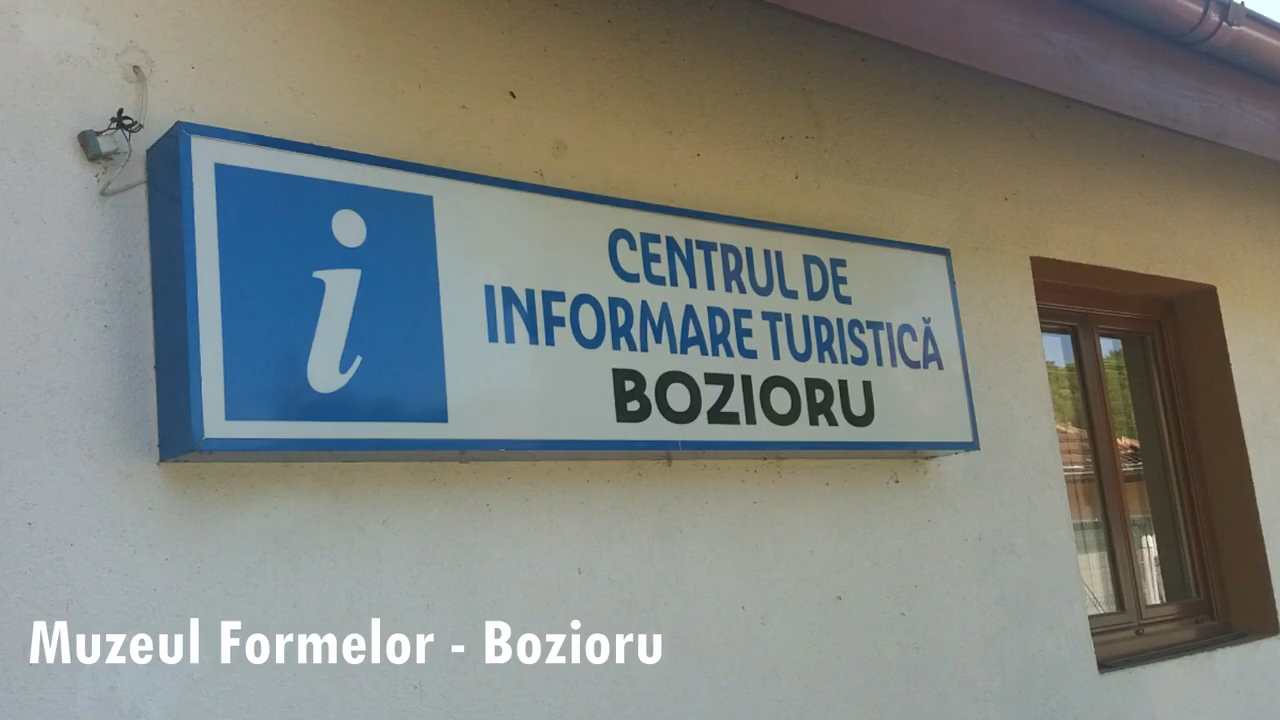 i
CENTRUL DE
INFORMARE TURISTICĂ
BOZIORU
Muzeul Formelor - Bozioru